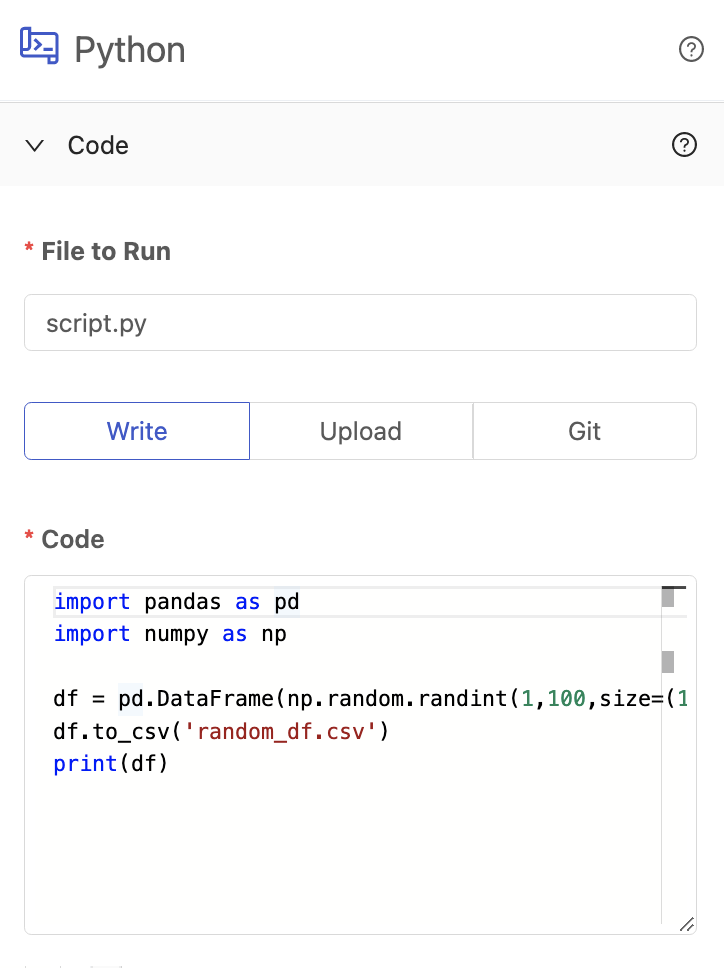 Python
Code
* File to Run
script.py
Write
Upload
Git
* Code
import pandas as pd
import numpy as np
df = pd.DataFrame(np.random.randint(1,100,size=(1
df.to_csv('random_df.csv')
print(df)